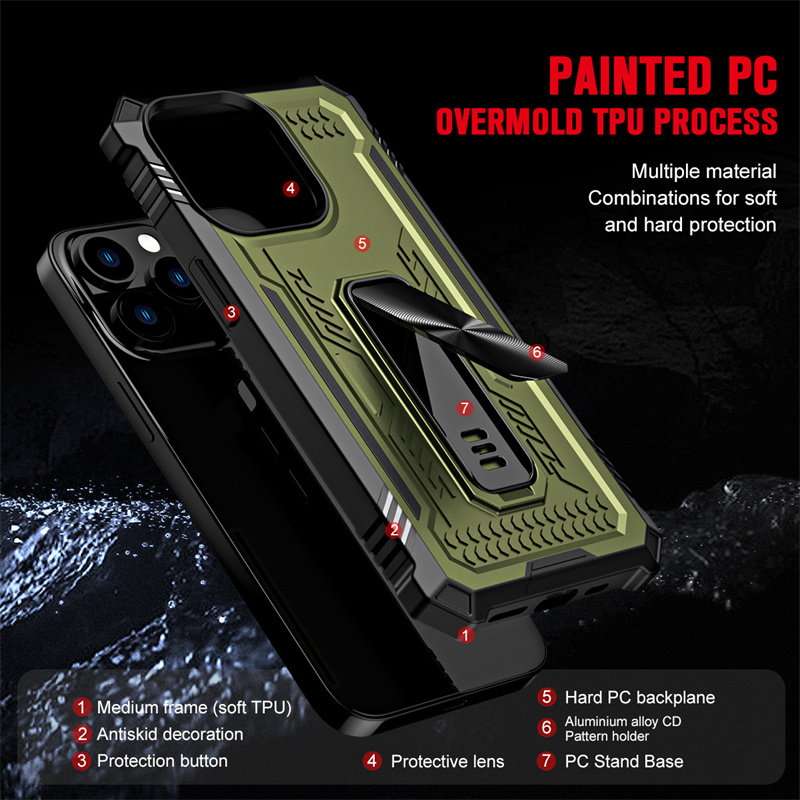 PAINTED PC
OVERMOLD TPU PROCESS
Multiple material
Combinations for soft
and hard protection
4
5
3
6
7
2
1
1 Medium frame (soft TPU)
2 Antiskid decoration
3 Protection button
4 Protective lens
5 Hard PC backplane
6 Aluminium alloy CD
Pattern holder
7 PC Stand Base